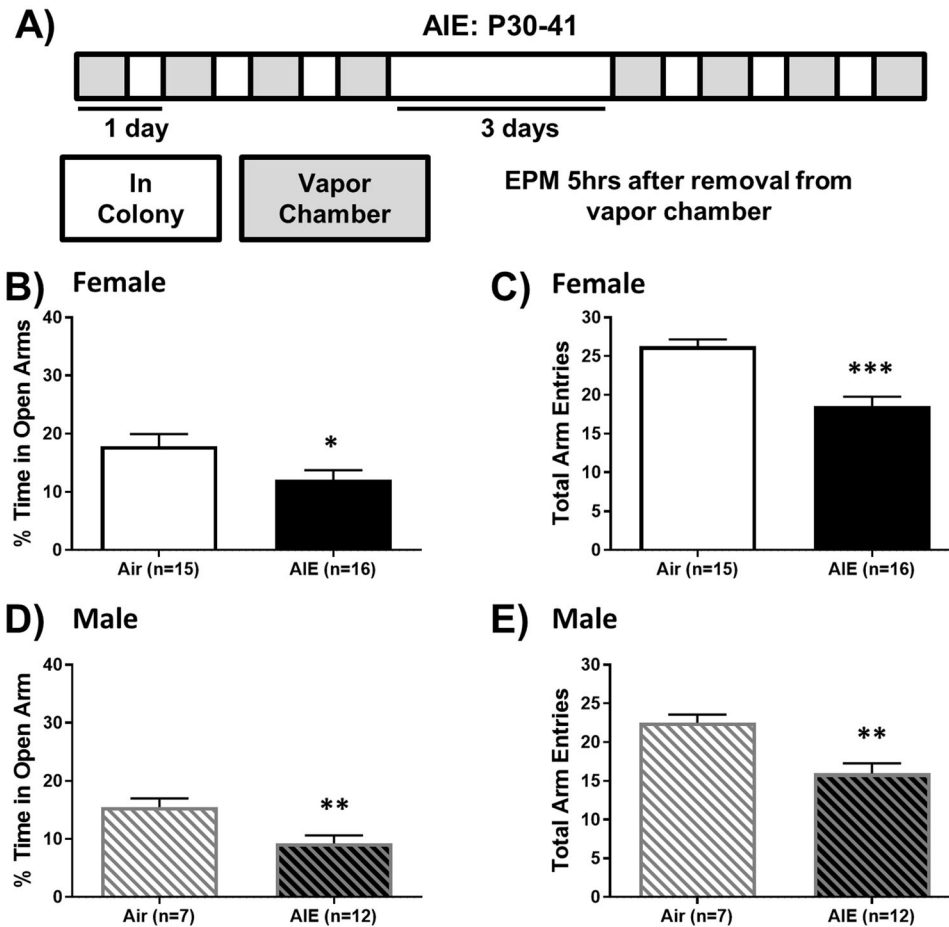 A)
AIE: P30-41
1 day
3 days
In
Colony
Vapor
Chamber
EPM 5hrs after removal from
vapor chamber
B) Female
% Time in Open Arms
40
30
20
10
0
Air (n=15)
AIE (n=16)
*
C) Female
Total Arm Entries
30
25
20
15
10
5
0
Air (n=15)
AIE (n=16)
***
D) Male
% Time in Open Arm
40
30
20
10
0
Air (n=7)
AIE (n=12)
**
E) Male
Total Arm Entries
30
25
20
15
10
5
0
Air (n=7)
AIE (n=12)
**